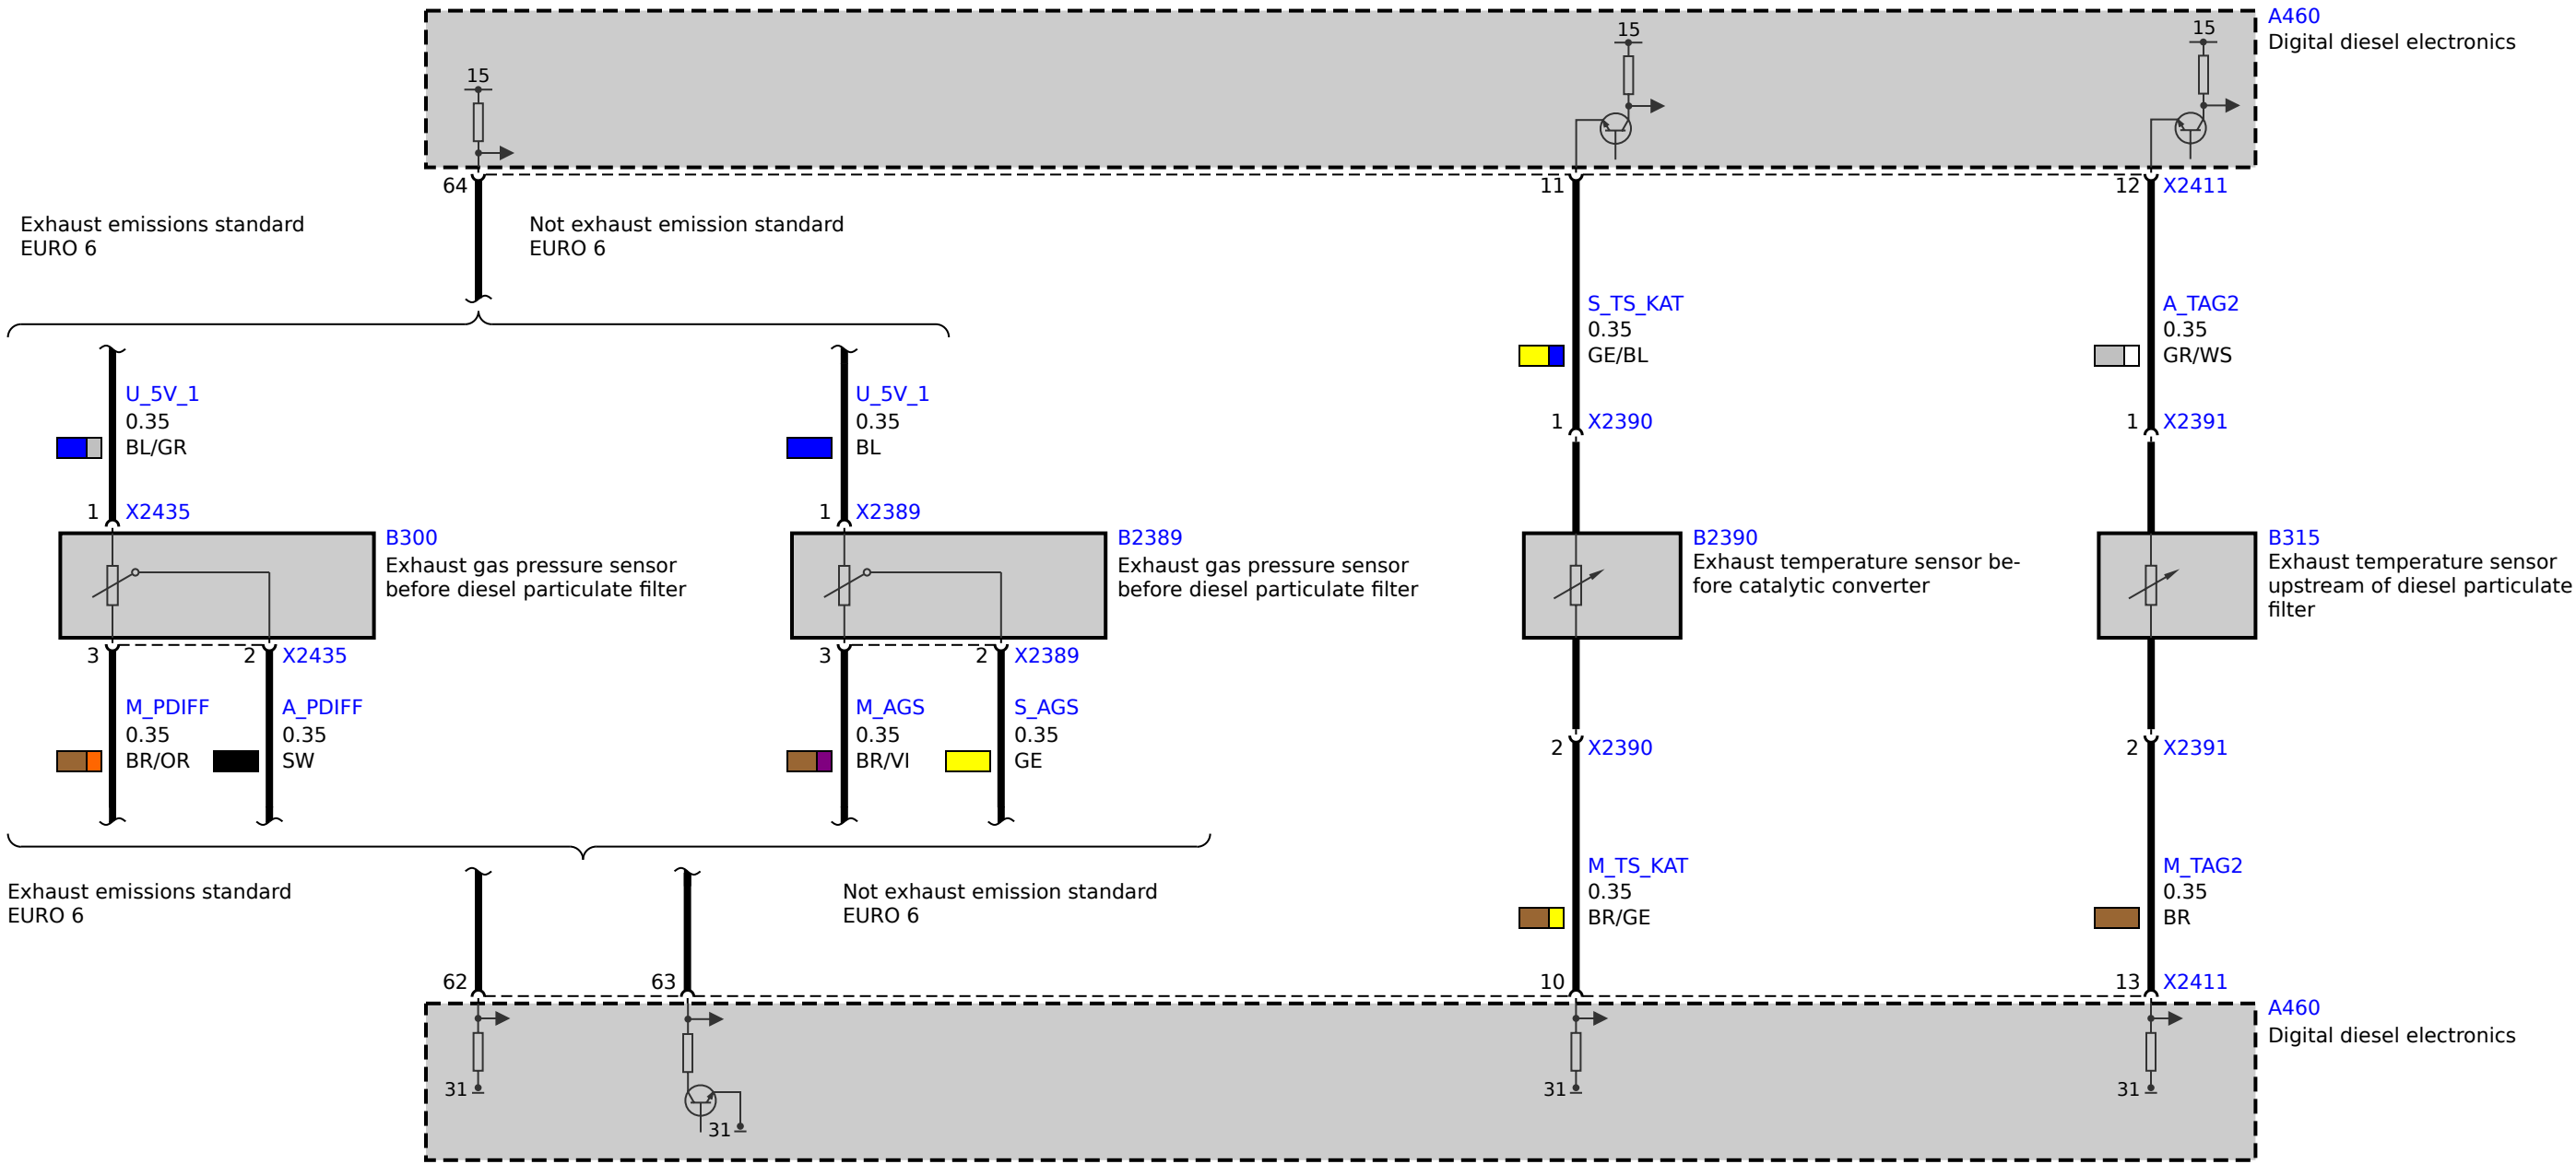 A460
Digital diesel electronics
15
15
15
64
11
12
X2411
Exhaust emissions standard
EURO 6
Not exhaust emission standard
EURO 6
S_TS_KAT
0.35
GE/BL
A_TAG2
0.35
GR/WS
U_5V_1
0.35
BL/GR
U_5V_1
0.35
BL
1
X2390
1
X2391
1
X2435
1
X2389
B300
Exhaust gas pressure sensor
before diesel particulate filter
B2389
Exhaust gas pressure sensor
before diesel particulate filter
B2390
Exhaust temperature sensor be-
fore catalytic converter
B315
Exhaust temperature sensor
upstream of diesel particulate
filter
3
2
X2435
3
2
X2389
M_PDIFF
0.35
BR/OR
A_PDIFF
0.35
SW
M_AGS
0.35
BR/VI
S_AGS
0.35
GE
2
X2390
2
X2391
Exhaust emissions standard
EURO 6
Not exhaust emission standard
EURO 6
M_TS_KAT
0.35
BR/GE
M_TAG2
0.35
BR
62
63
10
13
X2411
A460
Digital diesel electronics
31
31
31
31